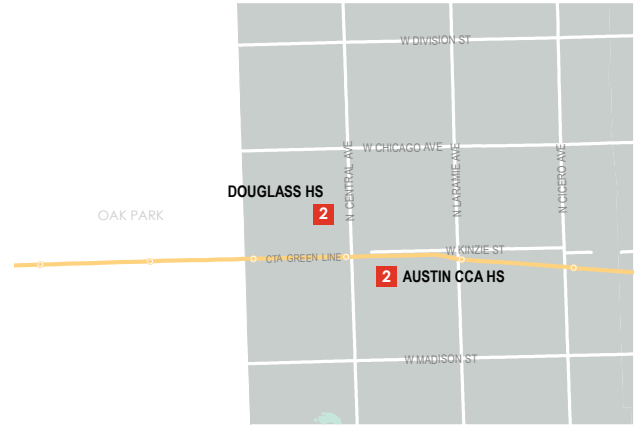 W DIVISION ST
W CHICAGO AVE
N CENTRAL AVE
N LARAMIE AVE
N CICERO AVE
DOUGLASS HS
2
OAK PARK
W KINZIE ST
CTA GREEN LINE
2 AUSTIN CCA HS
W MADISON ST